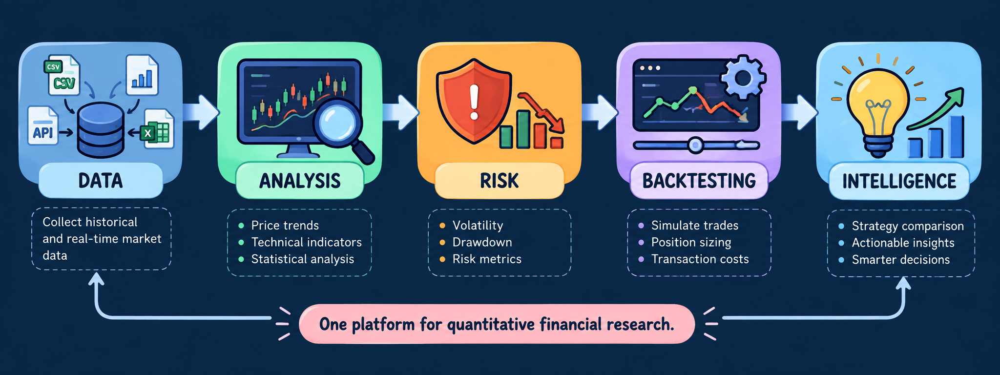 CSV
CSV
API
X
DATA
Collect historical
and real-time market
data
ANALYSIS
Price trends
Technical indicators
Statistical analysis
RISK
Volatility
Drawdown
Risk metrics
BACKTESTING
Simulate trades
Position sizing
Transaction costs
INTELLIGENCE
Strategy comparison
Actionable insights
Smarter decisions
One platform for quantitative financial research.